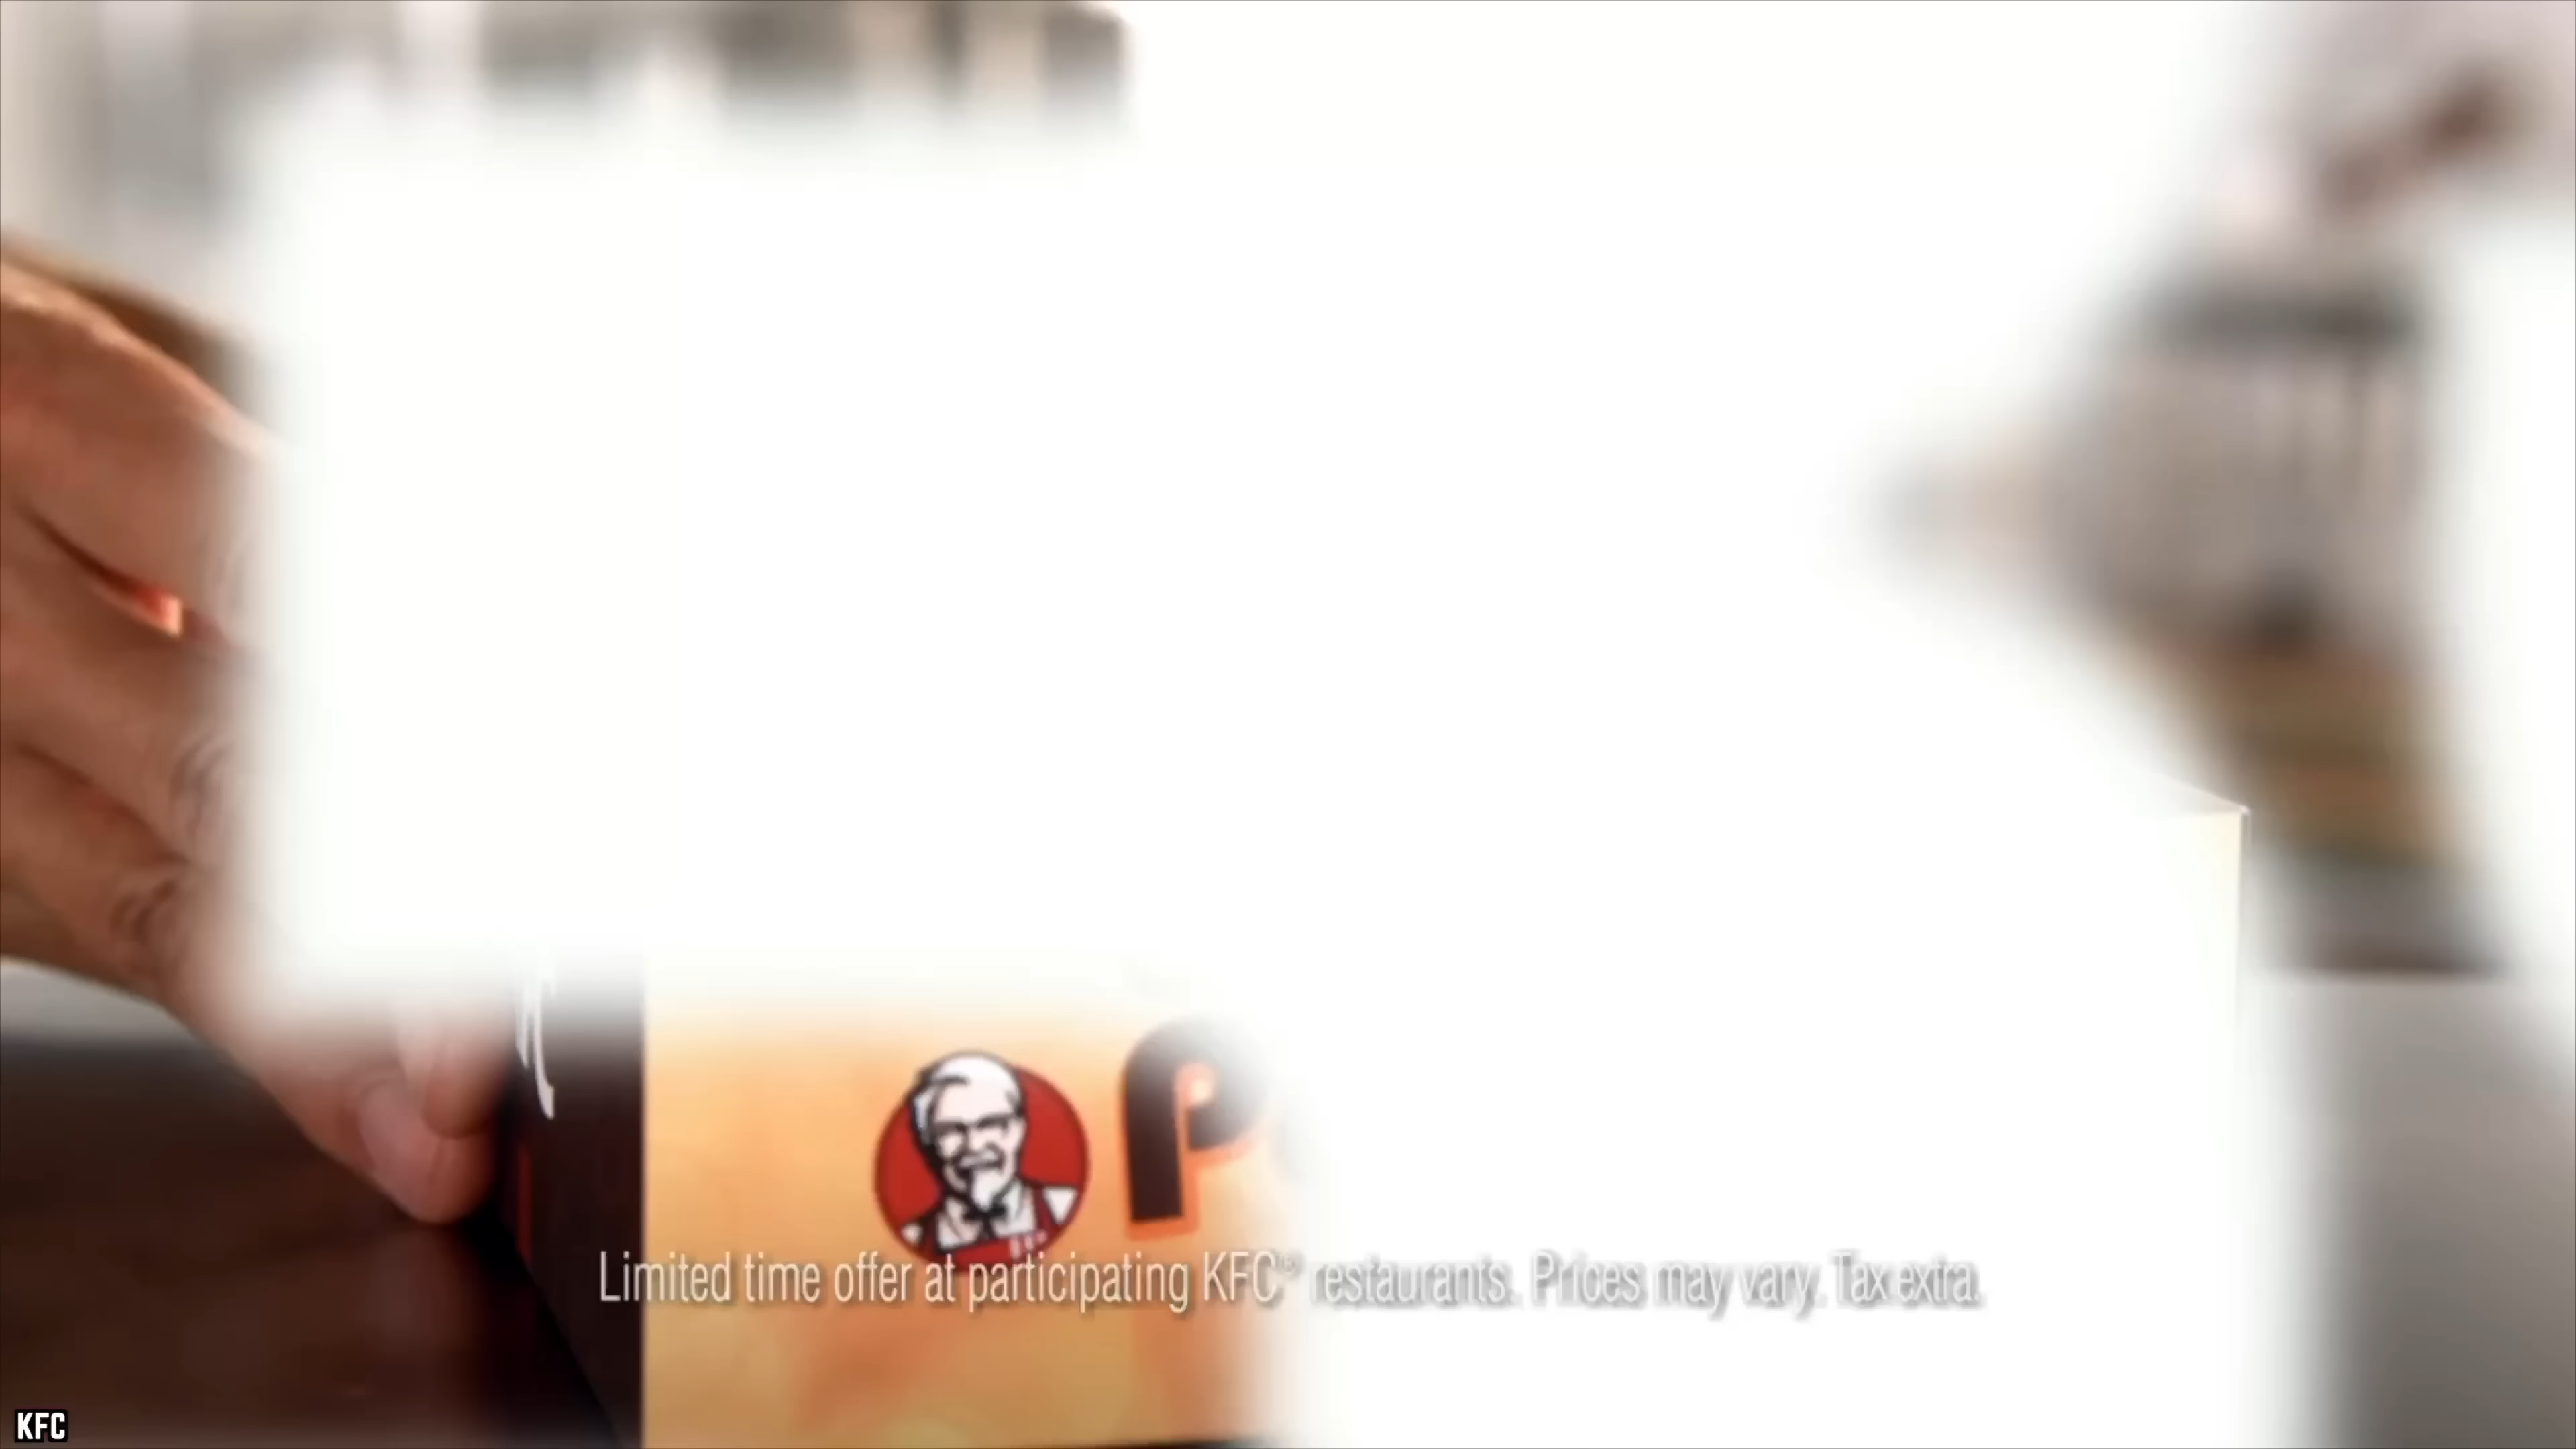 Limited time offer at participating KFC® restaurants. Prices may vary. Tax extra.
KFC